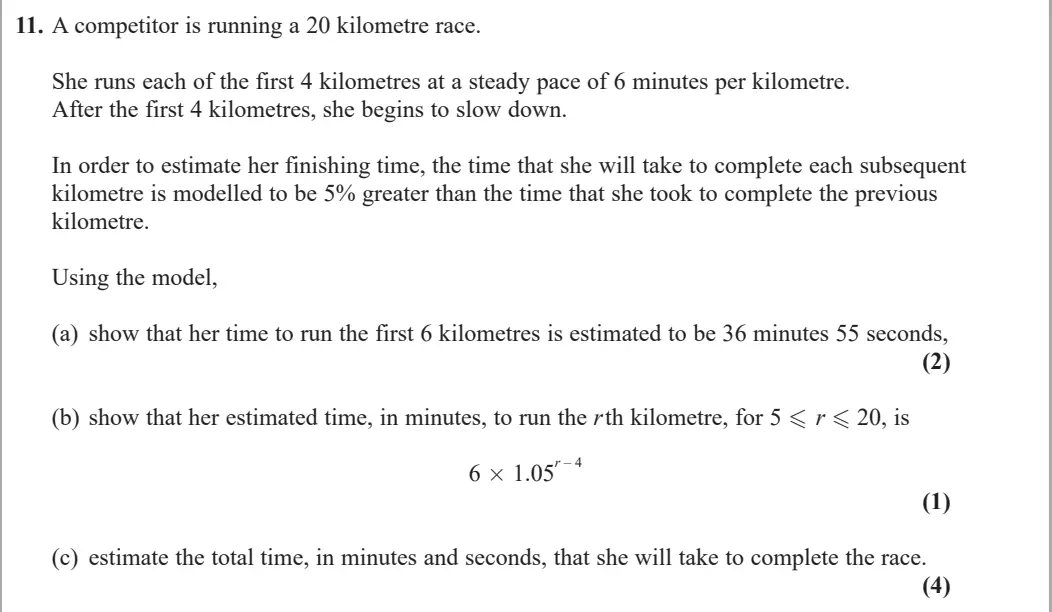 11. A competitor is running a 20 kilometre race.
She runs each of the first 4 kilometres at a steady pace of 6 minutes per kilometre.
After the first 4 kilometres, she begins to slow down.
In order to estimate her finishing time, the time that she will take to complete each subsequent
kilometre is modelled to be 5% greater than the time that she took to complete the previous
kilometre.
Using the model,
(a) show that her time to run the first 6 kilometres is estimated to be 36 minutes 55 seconds,
(2)
(b) show that her estimated time, in minutes, to run the rth kilometre, for 5 ⩽ r ⩽ 20, is
6 × 1.05^{r − 4}
(1)
(c) estimate the total time, in minutes and seconds, that she will take to complete the race.
(4)